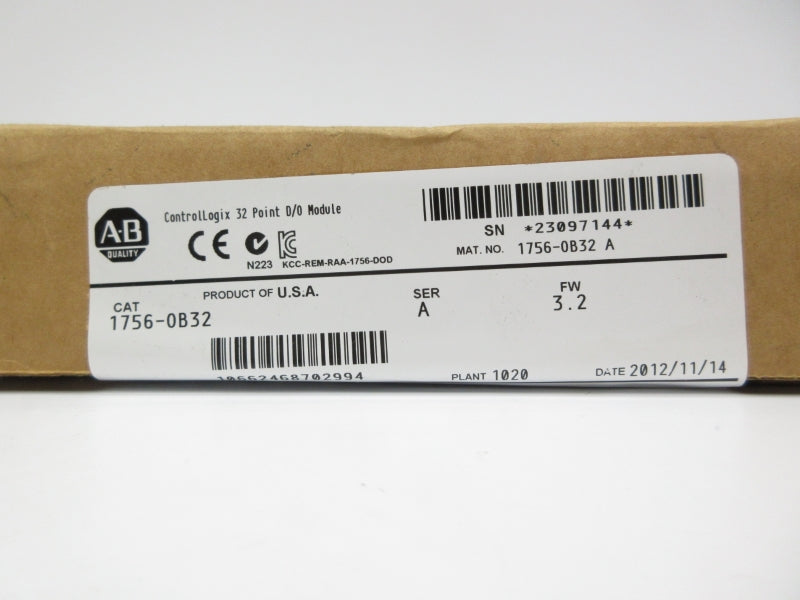 A-B
QUALITY
ControlLogix 32 Point D/O Module
CE
N223 KCC-REM-RAA-1756-DOD
SN *23097144*
MAT. NO. 1756-OB32 A
PRODUCT OF U.S.A.
CAT
1756-OB32
SER
A
FW
3.2
10662468702994
PLANT 1020
DATE 2012/11/14